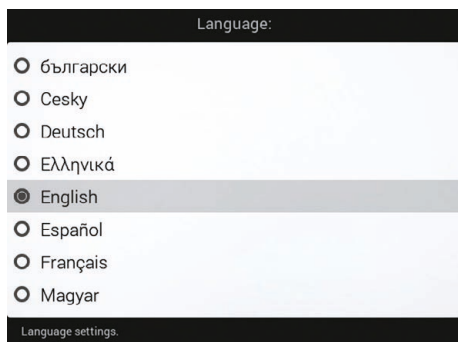 Language:
български
Cesky
Deutsch
Ελληνικά
English
Español
Français
Magyar
Language settings.